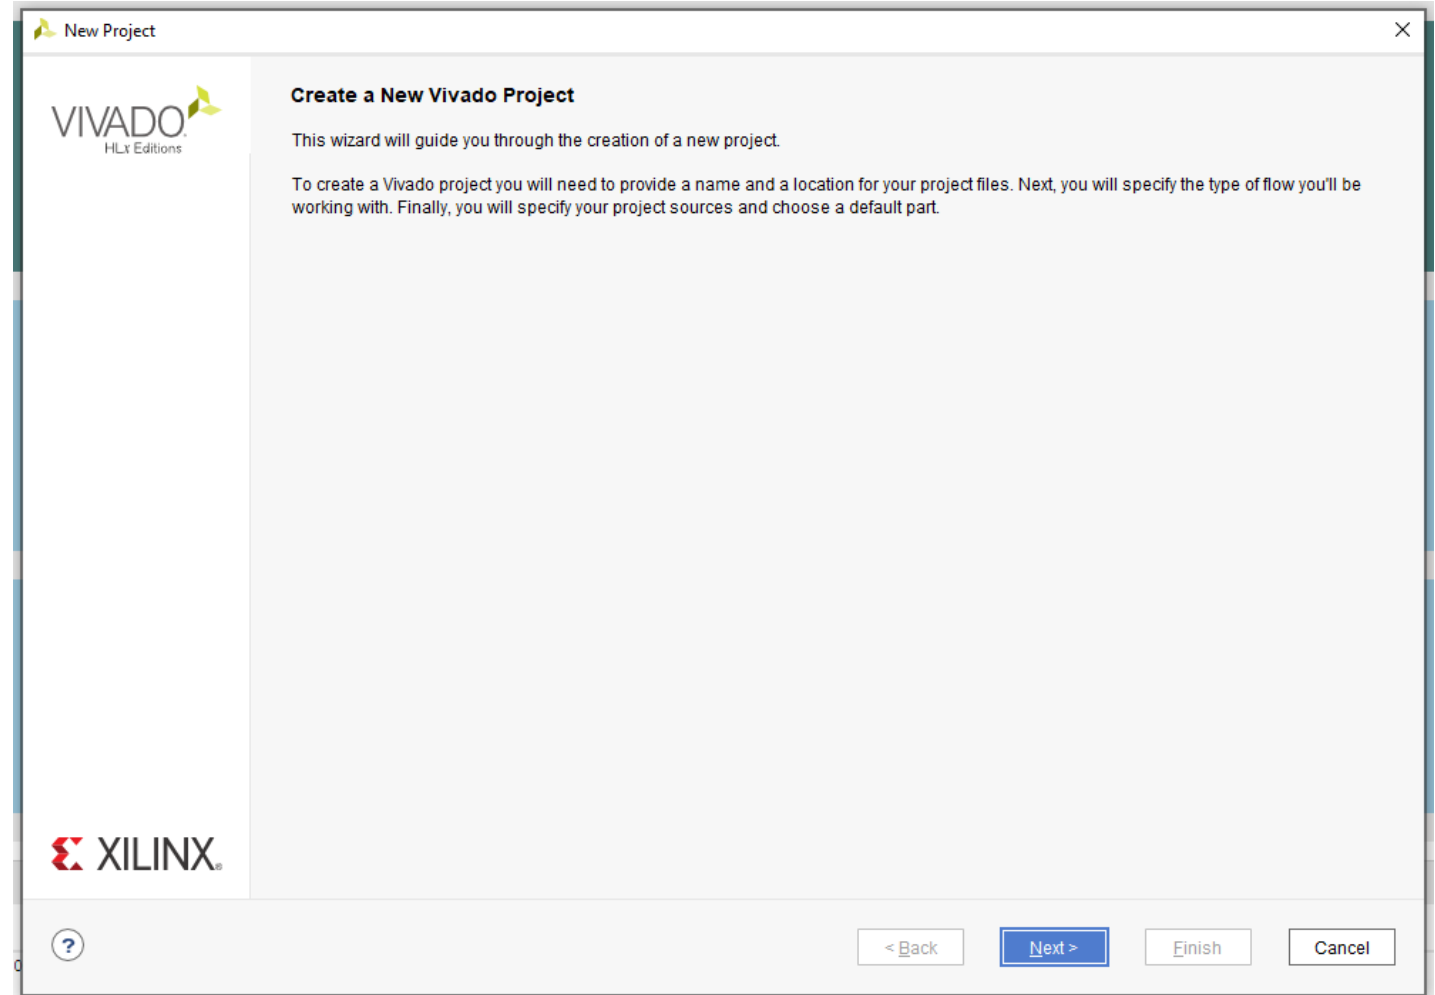 New Project
VIVADO.
HLx Editions
Create a New Vivado Project
This wizard will guide you through the creation of a new project.
To create a Vivado project you will need to provide a name and a location for your project files. Next, you will specify the type of flow you'll be
working with. Finally, you will specify your project sources and choose a default part.
XILINX®
?
< Back
Next >
Finish
Cancel